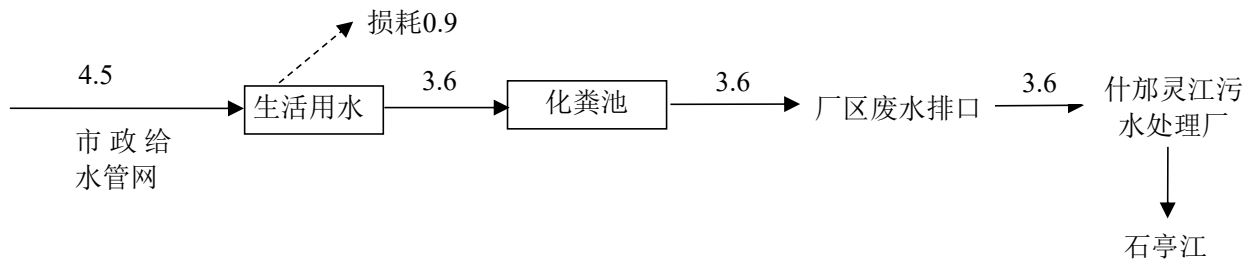 损耗0.9
4.5
市 政 给
水管网
生活用水
3.6
化粪池
3.6
厂区废水排口
3.6
什邡灵江污
水处理厂
石亭江